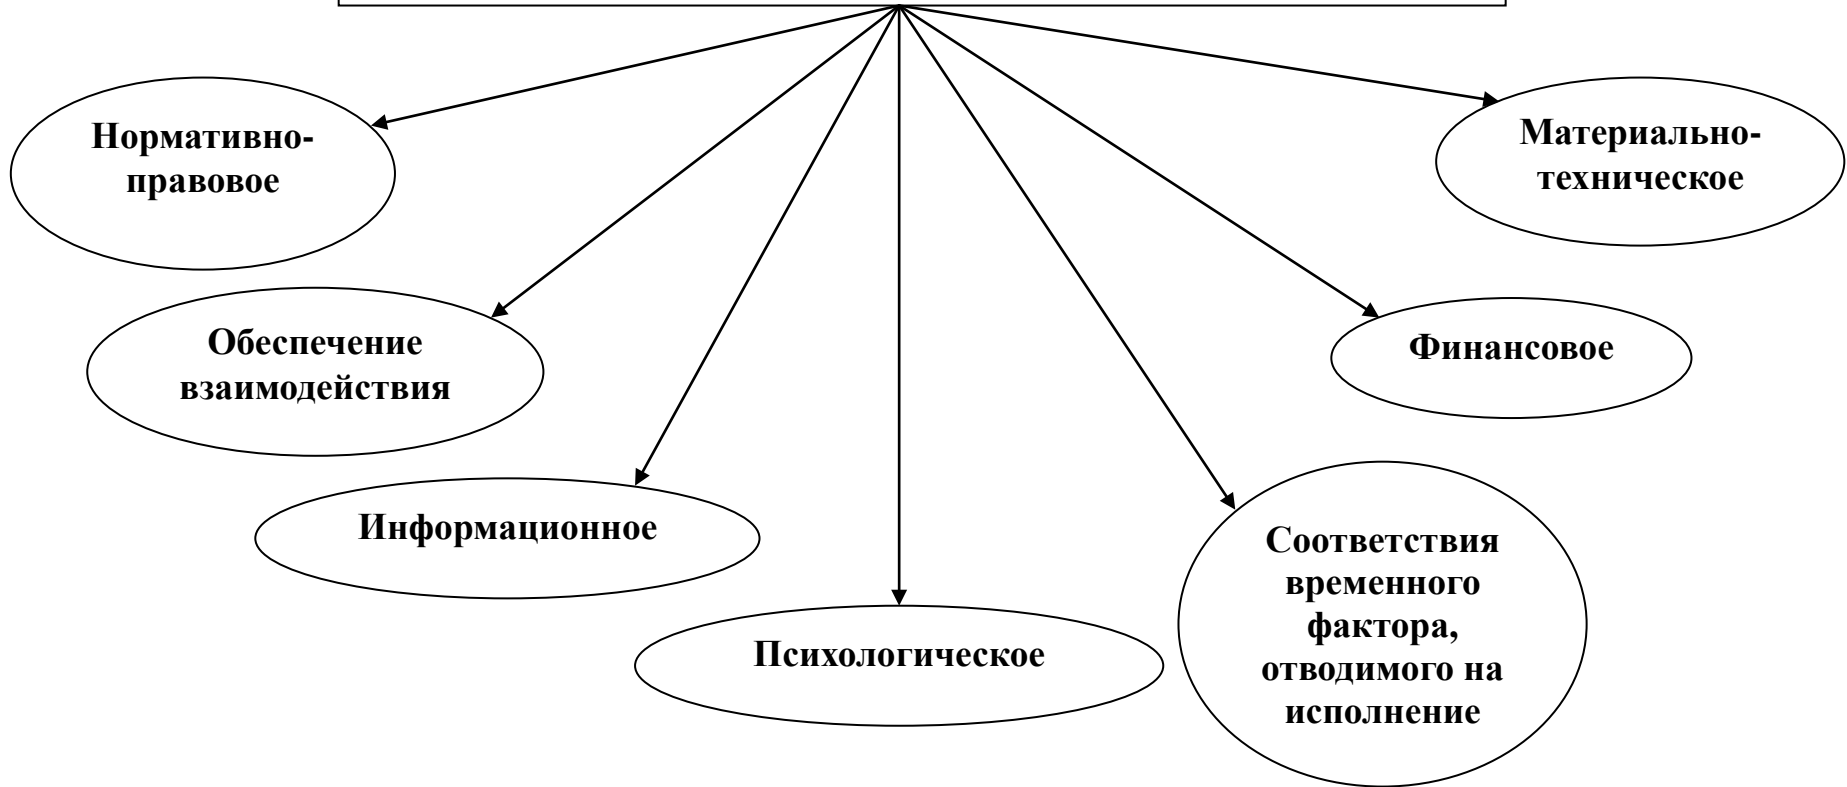 Нормативно-
правовое
Материально-
техническое
Обеспечение
взаимодействия
Финансовое
Информационное
Соответствия
временного
фактора,
отводимого на
исполнение
Психологическое